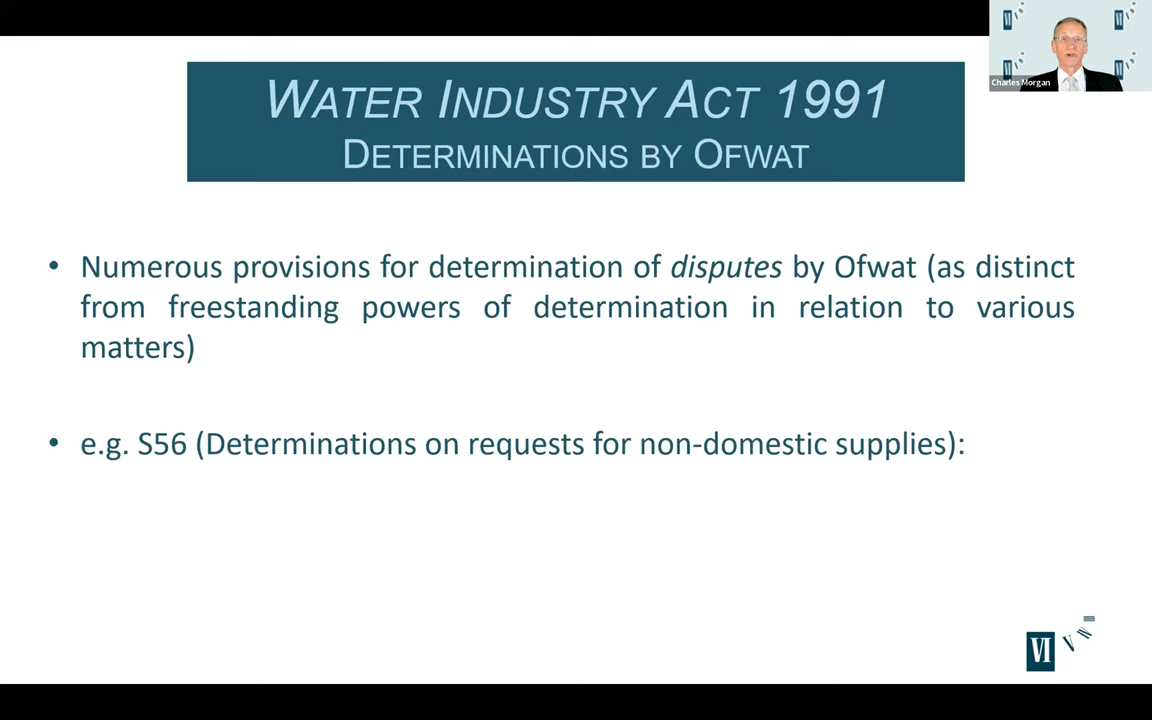 Charles Morgan
WATER INDUSTRY ACT 1991
DETERMINATIONS BY OFWAT
• Numerous provisions for determination of disputes by Ofwat (as distinct
from freestanding powers of determination in relation to various
matters)
• e.g. S56 (Determinations on requests for non-domestic supplies):
VI